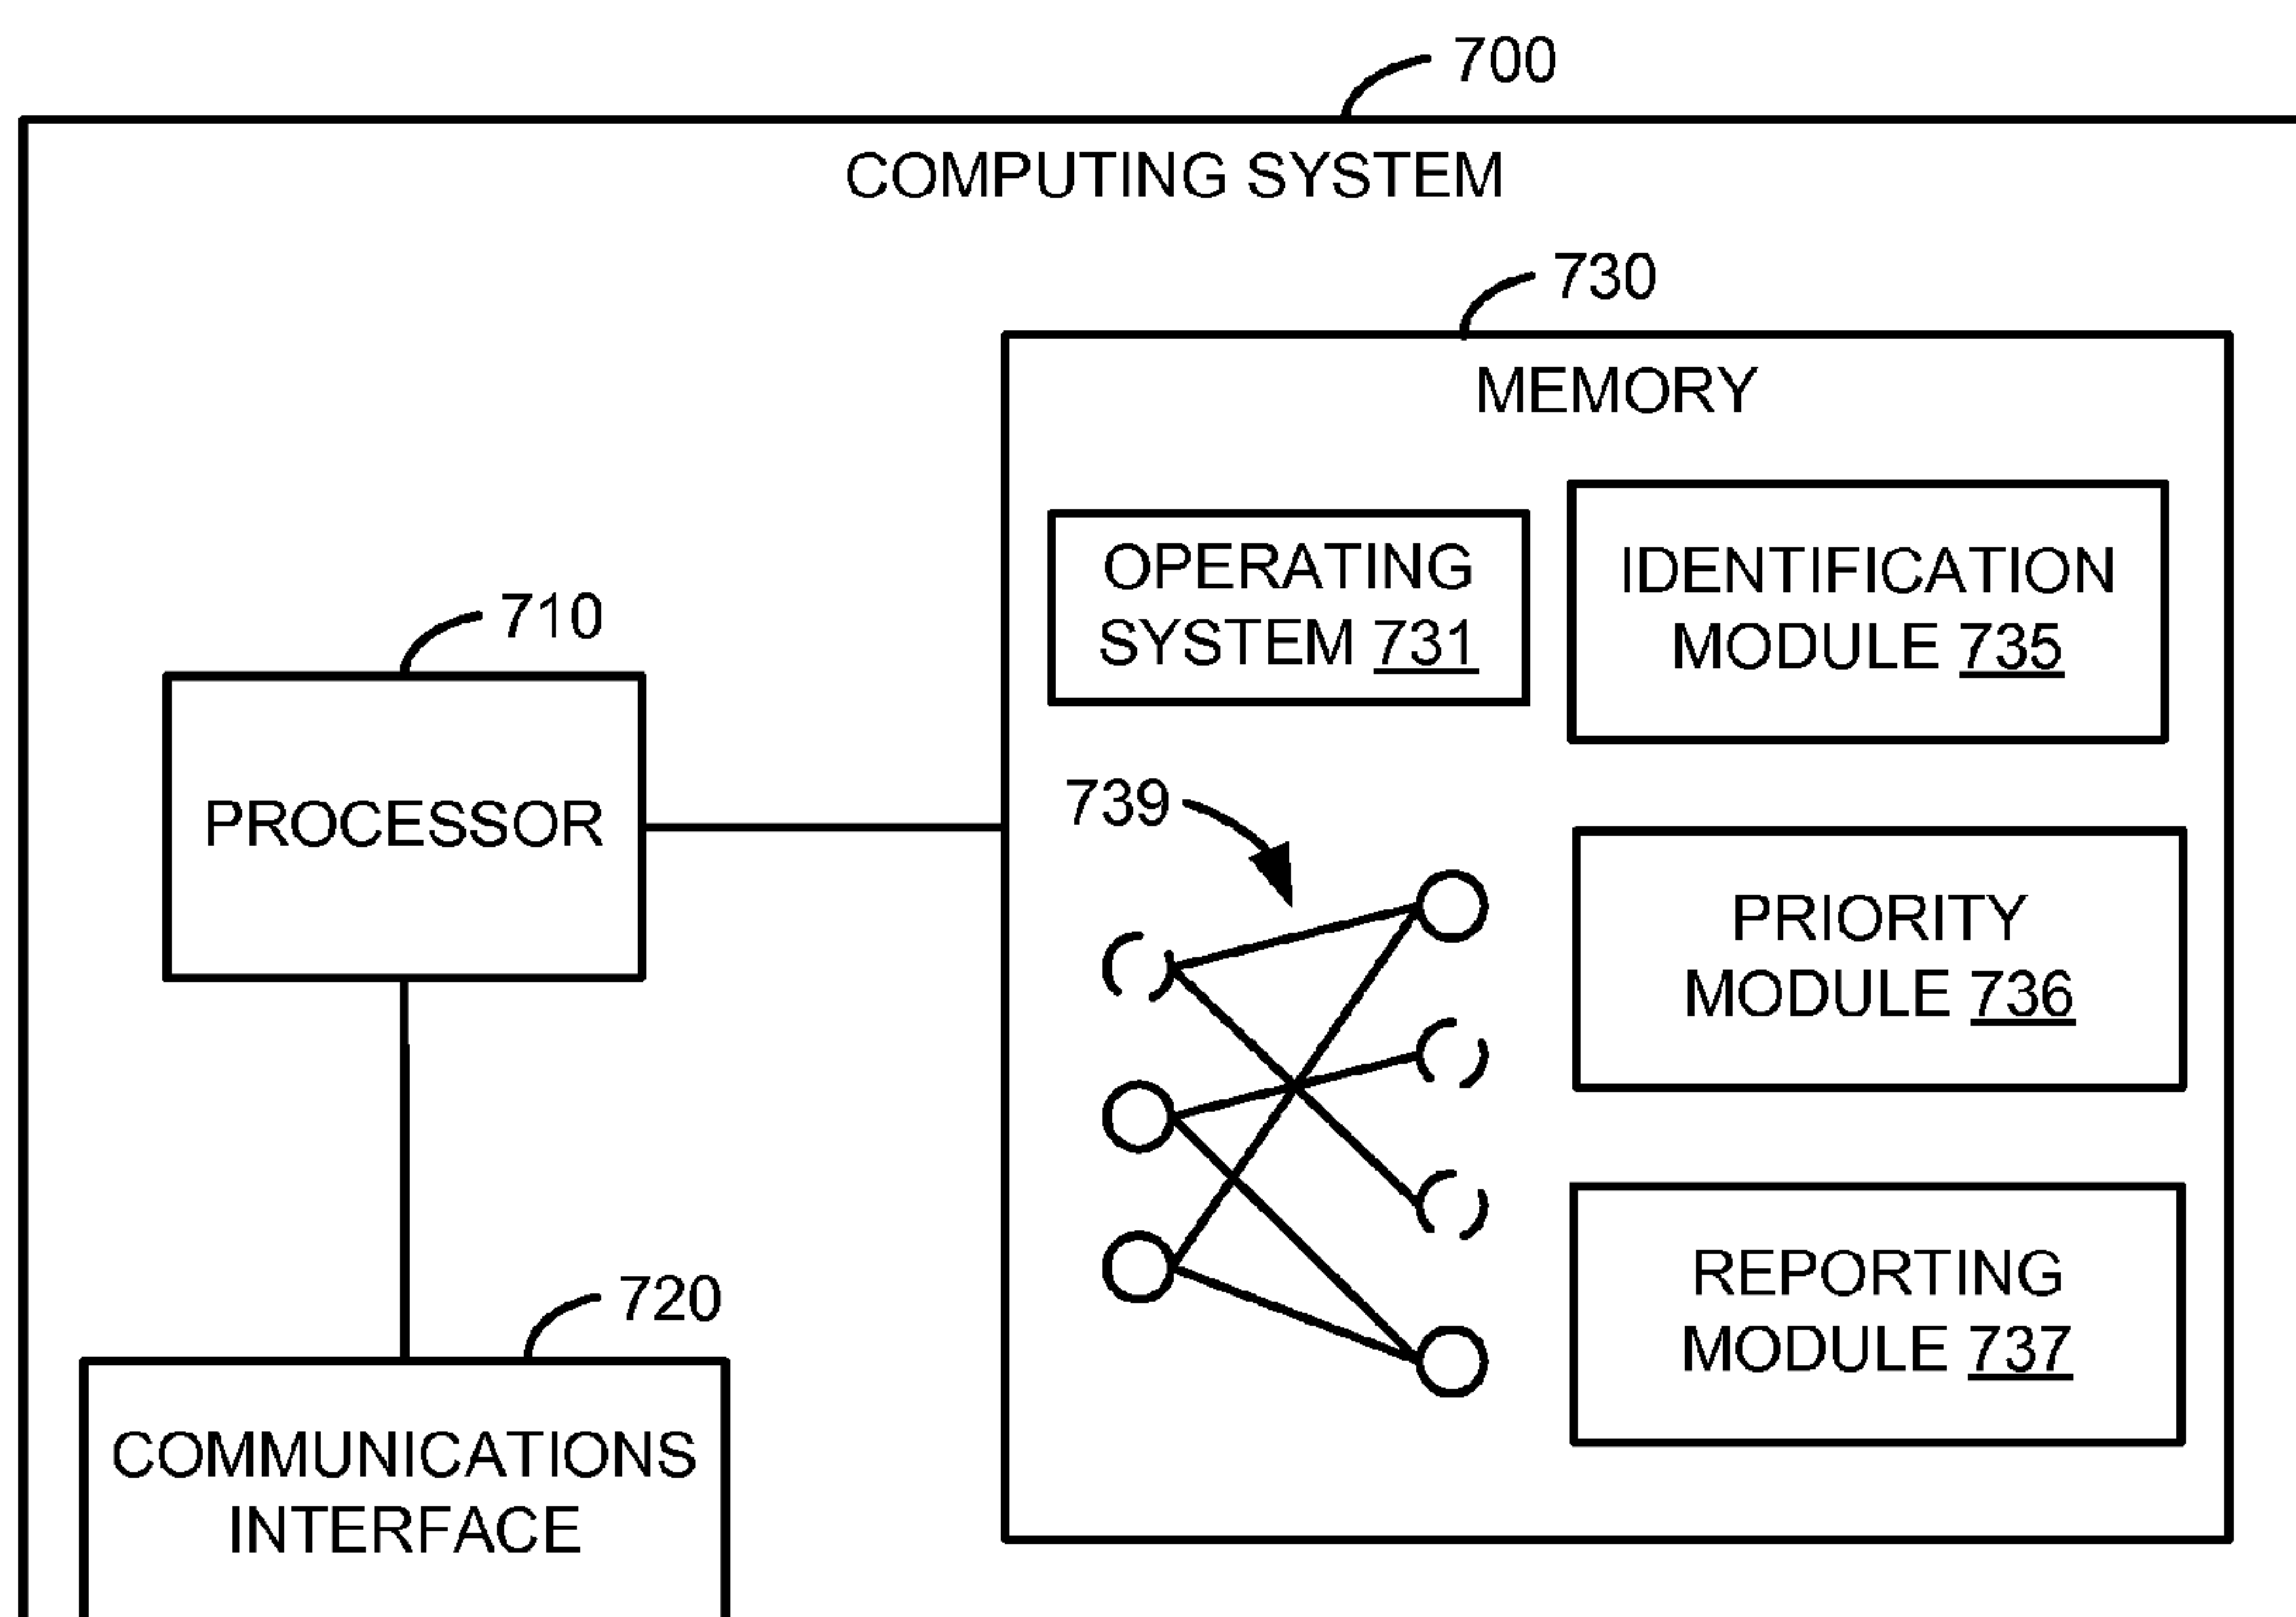 700
COMPUTING SYSTEM
730
MEMORY
OPERATING
SYSTEM 731
IDENTIFICATION
MODULE 735
710
PROCESSOR
739
PRIORITY
MODULE 736
720
COMMUNICATIONS
INTERFACE
REPORTING
MODULE 737